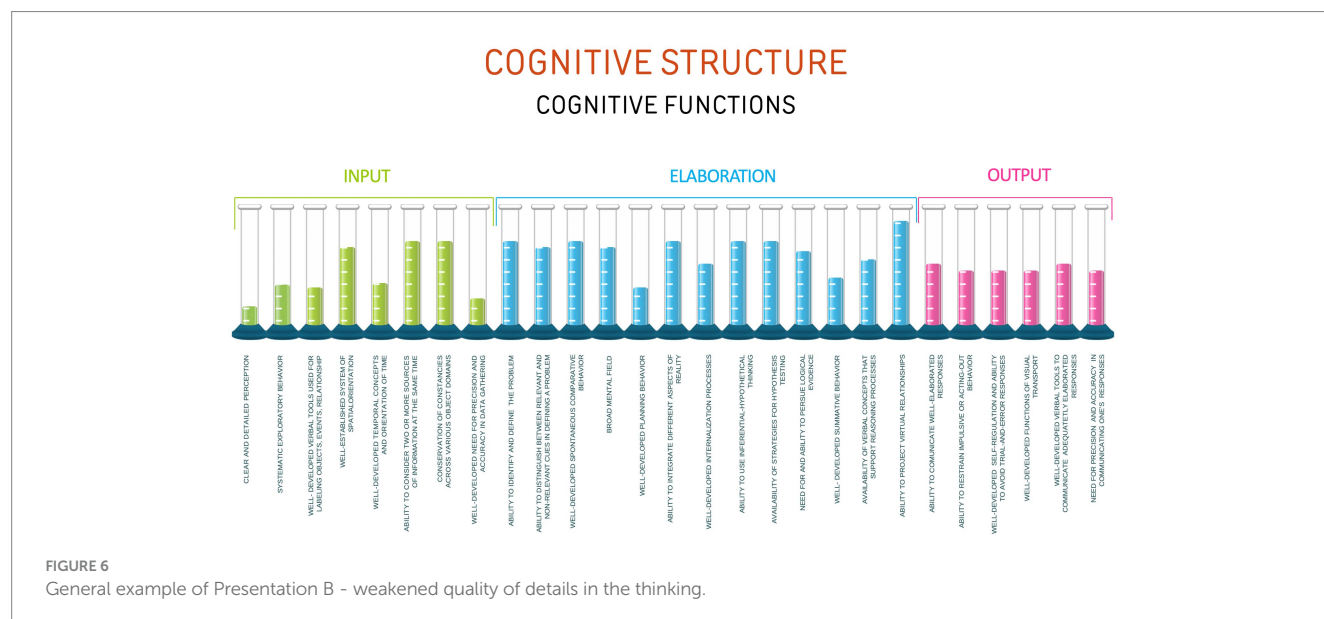 COGNITIVE STRUCTURE
COGNITIVE FUNCTIONS
INPUT
ELABORATION
OUTPUT
CLEAR AND DETAILED PERCEPTION
SYSTEMATIC EXPLORATORY BEHAVIOR
WELL- DEVELOPED VERBAL TOOLS USED FOR
LABELING OBJECTS, EVENTS, RELATIONSHIP
WELL-ESTABLISHED SYSTEM OF
SPATIALORIENTATION
WELL-DEVELOPED TEMPORAL CONCEPTS
AND ORIENTATION OF TIME
ABILITY TO CONSIDER TWO OR MORE SOURCES
OF INFORMATION AT THE SAME TIME
CONSERVATION OF CONSTANCIES
ACROSS VARIOUS OBJECT DOMAINS
WELL-DEVELOPED NEED FOR PRECISION AND
ACCURACY IN DATA GATHERING
ABILITY TO IDENTIFY AND DEFINE THE PROBLEM
ABILITY TO DISTINGUISH BETWEEN RELEVANT AND
NON-RELEVANT CUES IN DEFINING A PROBLEM
WELL-DEVELOPED SPONTANEOUS COMPARATIVE
BEHAVIOR
BROAD MENTAL FIELD
WELL-DEVELOPED PLANNING BEHAVIOR
ABILITY TO INTEGRATE DIFFERENT ASPECTS OF
REALITY
WELL-DEVELOPED INTERNALIZATION PROCESSES
ABILITY TO USE INFERENTIAL-HYPOTHETICAL
THINKING
AVAILABILITY OF STRATEGIES FOR HYPOTHESIS
TESTING
NEED FOR AND ABILITY TO PERSUE LOGICAL
EVIDENCE
WELL- DEVELOPED SUMMATIVE BEHAVIOR
AVAILABILITY OF VERBAL CONCEPTS THAT
SUPPORT REASONING PROCESSES
ABILITY TO PROJECT VIRTUAL RELATIONSHIPS
ABILITY TO COMUNICATE WELL-ELABORATED
RESPONSES
ABILITY TO RESTRAIN IMPULSIVE OR ACTING-OUT
BEHAVIOR
WELL-DEVELOPED SELF-REGULATION AND ABILITY
TO AVOID TRIAL-AND-ERROR RESPONSES
WELL-DEVELOPED FUNCTIONS OF VISUAL
TRANSPORT
WELL-DEVELOPED VERBAL TOOLS TO
COMMUNICATE ADEQUATETLY ELABORATED
RESPONSES
NEED FOR PRECISION AND ACCURACY IN
COMMUNICATING ONE'S RESPONSES
FIGURE 6
General example of Presentation B - weakened quality of details in the thinking.